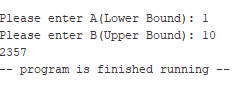 Please enter A(Lower Bound): 1
Please enter B(Upper Bound): 10
2357
-- program is finished running --